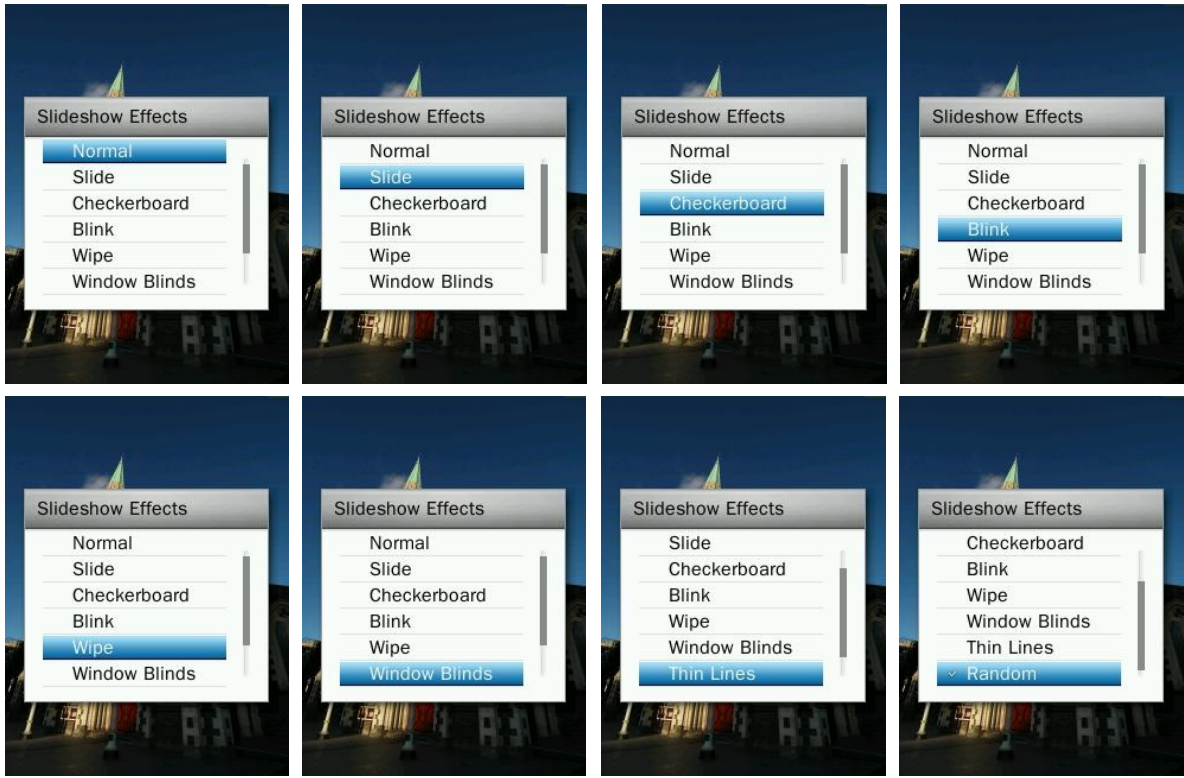 Slideshow Effects
Normal
Slide
Checkerboard
Blink
Wipe
Window Blinds
Slideshow Effects
Normal
Slide
Checkerboard
Blink
Wipe
Window Blinds
Slideshow Effects
Normal
Slide
Checkerboard
Blink
Wipe
Window Blinds
Slideshow Effects
Normal
Slide
Checkerboard
Blink
Wipe
Window Blinds
Slideshow Effects
Normal
Slide
Checkerboard
Blink
Wipe
Window Blinds
Slideshow Effects
Normal
Slide
Checkerboard
Blink
Wipe
Window Blinds
Slideshow Effects
Slide
Checkerboard
Blink
Wipe
Window Blinds
Thin Lines
Slideshow Effects
Checkerboard
Blink
Wipe
Window Blinds
Thin Lines
Random